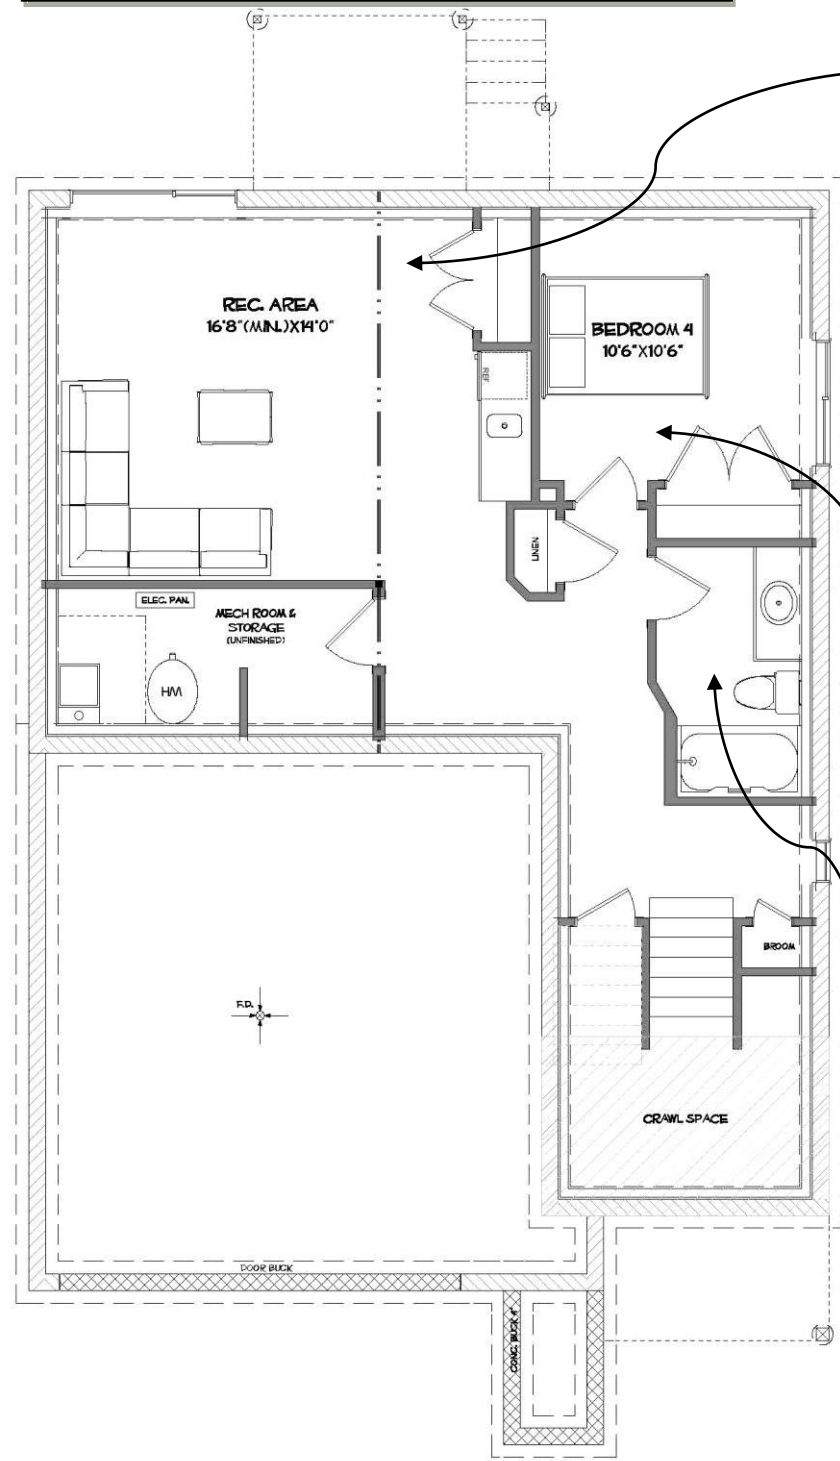 REC. AREA
16'8"(MIN.)X14'0"
BEDROOM 4
10'6"X10'6"
REF.
LINEN
ELEC. PAN.
MECH ROOM &
STORAGE
(UNFINISHED)
HW
BROOM
F.D.
CRAWL SPACE
DOOR BUCK
CONC. BUCK 4"